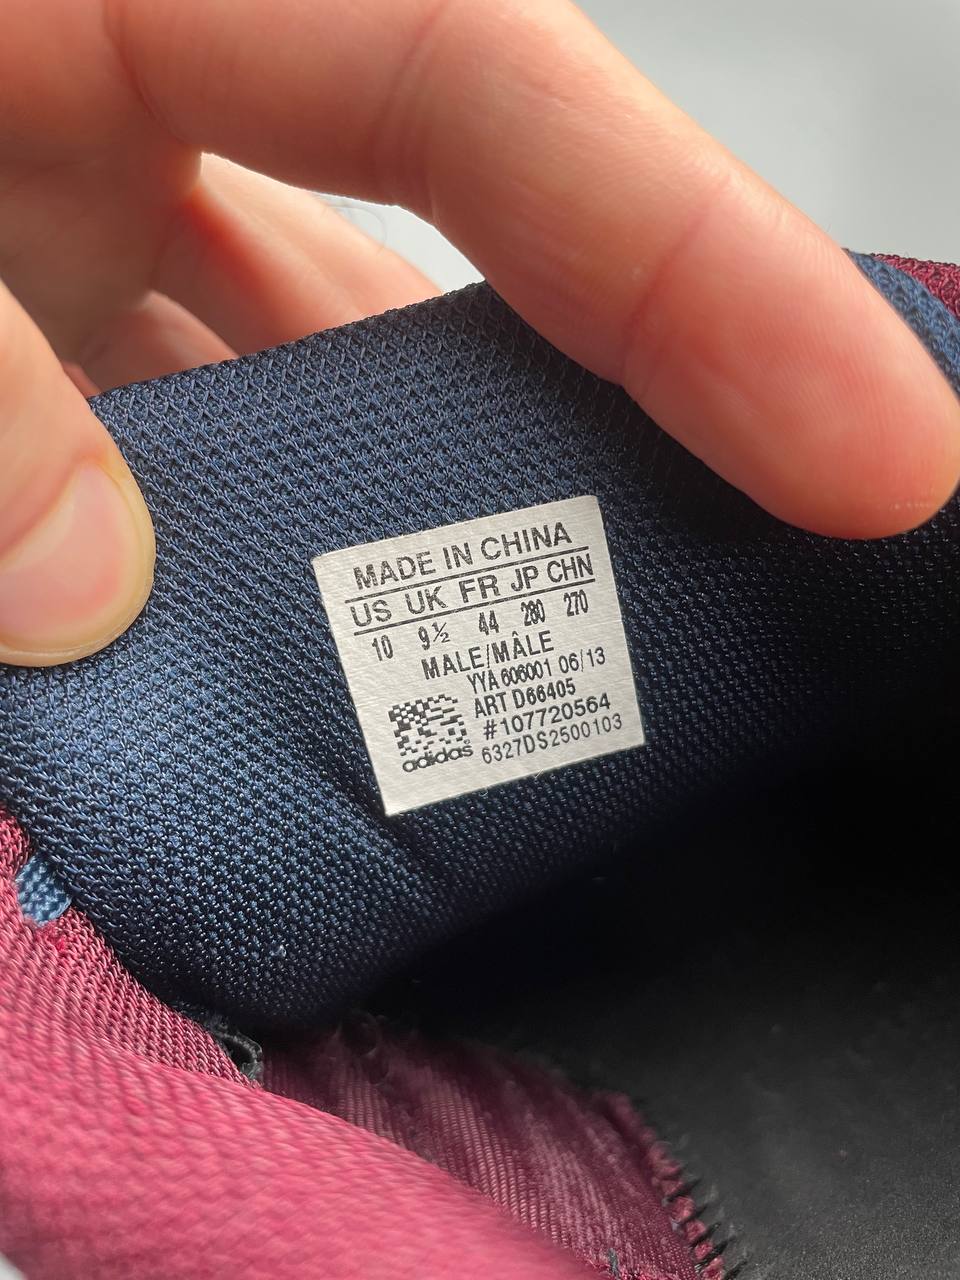 MADE IN CHINA
US UK FR JP CHN
10 9½ 44 280 270
MALE/MÂLE
YYA 606001 06/13
ART D66405
#107720564
adidas® 6327DS2500103